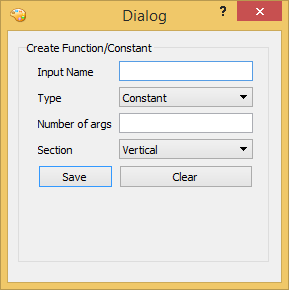 Dialog ?
Create Function/Constant
Input Name
Type Constant
Number of args
Section Vertical
Save Clear